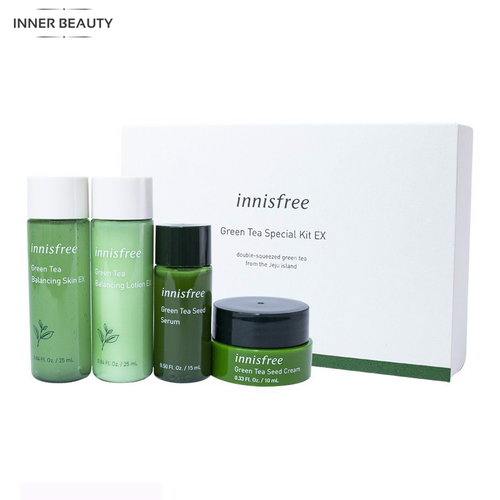 INNER BEAUTY
innisfree
Green Tea Special Kit EX
double-squeezed green tea
from the Jeju island
innisfree
Green Tea
Balancing Skin EX
0.84 Fl. Oz. / 25 mL
innisfree
Green Tea
Balancing Lotion EX
0.84 Fl. Oz. / 25 mL
innisfree
Green Tea Seed
Serum
0.50 Fl. Oz. / 15 mL
innisfree
Green Tea Seed Cream
0.33 Fl. Oz. / 10 mL